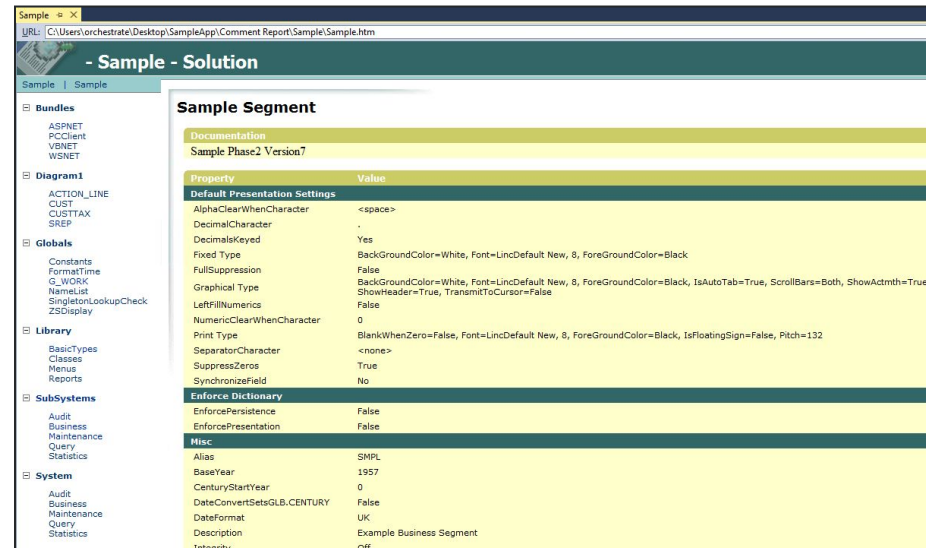 Sample
URL: C:\Users\orchestrate\Desktop\SampleApp\Comment Report\Sample\Sample.htm
- Sample - Solution
Sample | Sample
Bundles
ASPNET
PCClient
VBNET
WSNET
Diagram1
ACTION_LINE
CUST
CUSTTAX
SREP
Globals
Constants
FormatTime
G_WORK
NameList
SingletonLookupCheck
ZSDisplay
Library
BasicTypes
Classes
Menus
Reports
SubSystems
Audit
Business
Maintenance
Query
Statistics
System
Audit
Business
Maintenance
Query
Statistics
Sample Segment
Documentation
Sample Phase2 Version7
Property Value
Default Presentation Settings
AlphaClearWhenCharacter <space>
DecimalCharacter .
DecimalsKeyed Yes
Fixed Type BackGroundColor=White, Font=LincDefault New, 8, ForeGroundColor=Black
FullSuppression False
Graphical Type BackGroundColor=White, Font=LincDefault New, 8, ForeGroundColor=Black, IsAutoTab=True, ScrollBars=Both, ShowActmth=True
ShowHeader=True, TransmitToCursor=False
LeftFillNumerics False
NumericClearWhenCharacter 0
Print Type BlankWhenZero=False, Font=LincDefault New, 8, ForeGroundColor=Black, IsFloatingSign=False, Pitch=132
SeparatorCharacter <none>
SuppressZeros True
SynchronizeField No
Enforce Dictionary
EnforcePersistence False
EnforcePresentation False
Misc
Alias SMPL
BaseYear 1957
CenturyStartYear 0
DateConvertSetsGLB.CENTURY False
DateFormat UK
Description Example Business Segment
Integrity Off